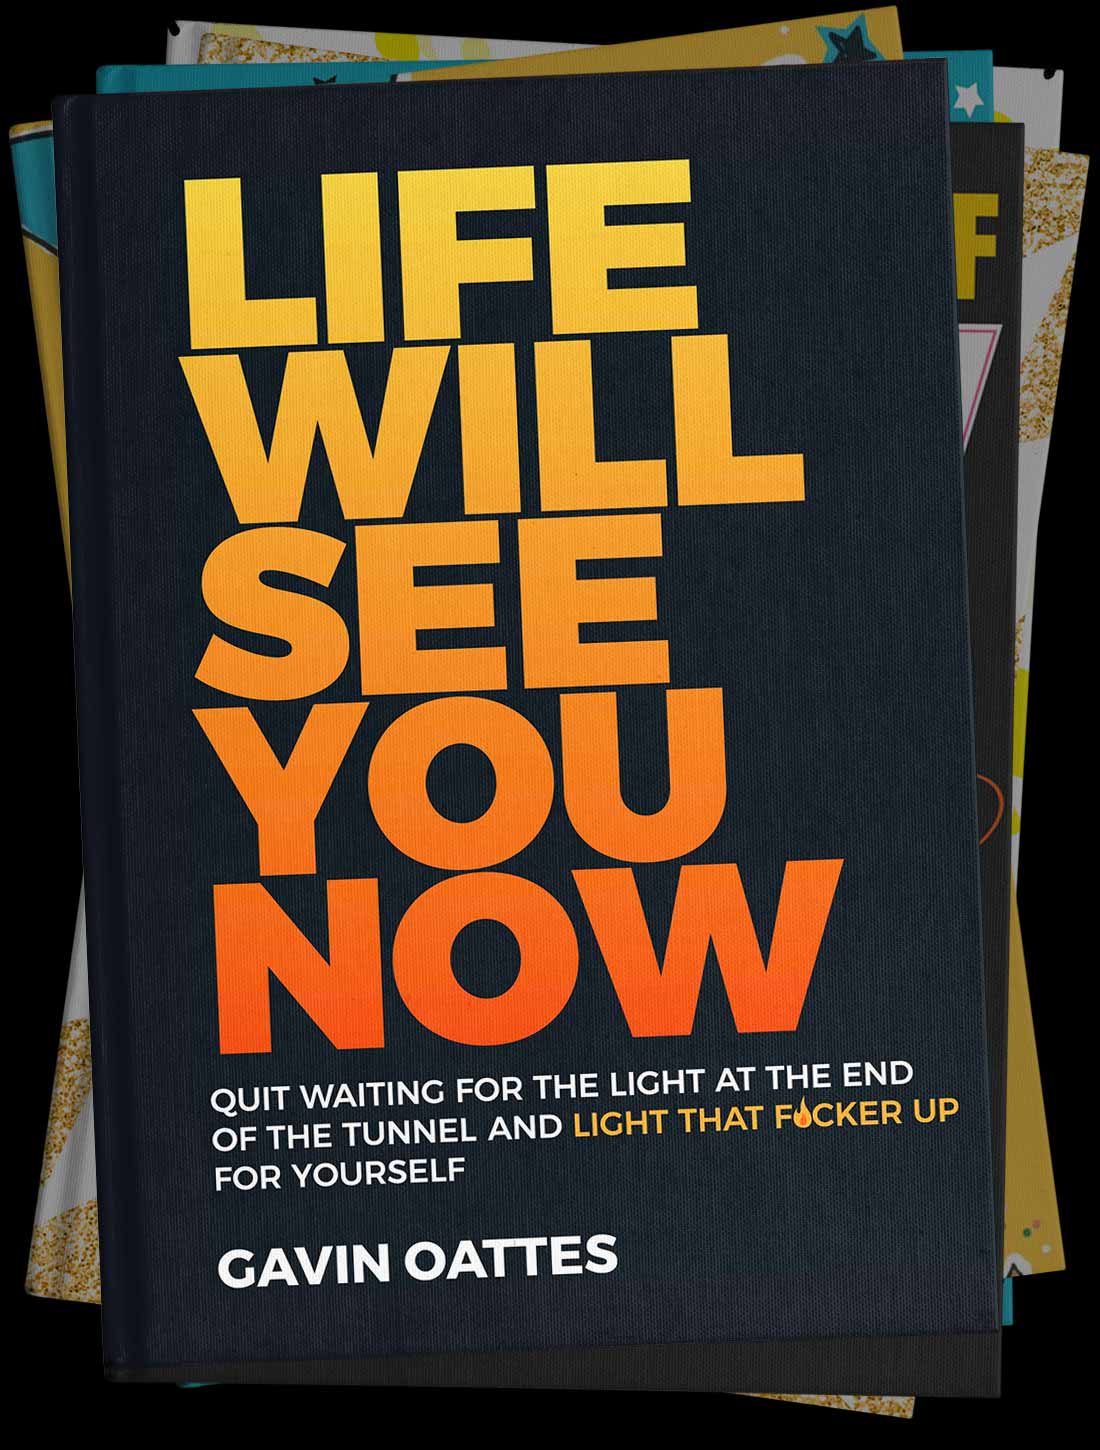 LIFE
WILL
SEE
YOU
NOW
QUIT WAITING FOR THE LIGHT AT THE END
OF THE TUNNEL AND LIGHT THAT F🔥CKER UP
FOR YOURSELF
GAVIN OATTES
F